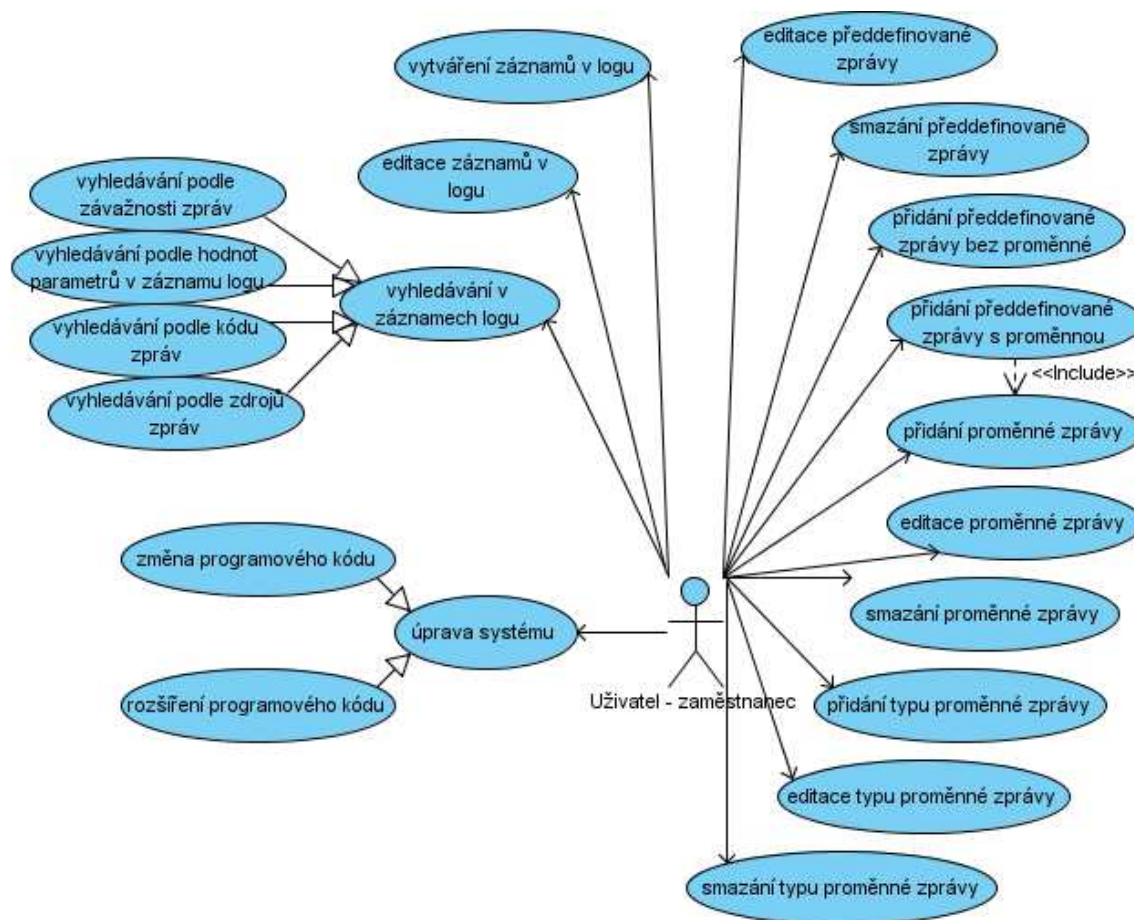 editace předdefinované
zprávy
vytváření záznamů v logu
smazání předdefinované
zprávy
editace záznamů v
logu
vyhledávání podle
závažnosti zpráv
přidání předdefinované
zprávy bez proměnné
vyhledávání podle hodnot
parametrů v záznamu logu
vyhledávání v
záznamech logu
přidání předdefinované
zprávy s proměnnou
vyhledávání podle kódu
zpráv
<<Include>>
vyhledávání podle zdrojů
zpráv
přidání proměnné zprávy
editace proměnné zprávy
změna programového kódu
smazání proměnné zprávy
úprava systému
Uživatel - zaměstnanec
rozšíření programového kódu
přidání typu proměnné zprávy
editace typu proměnné zprávy
smazání typu proměnné zprávy